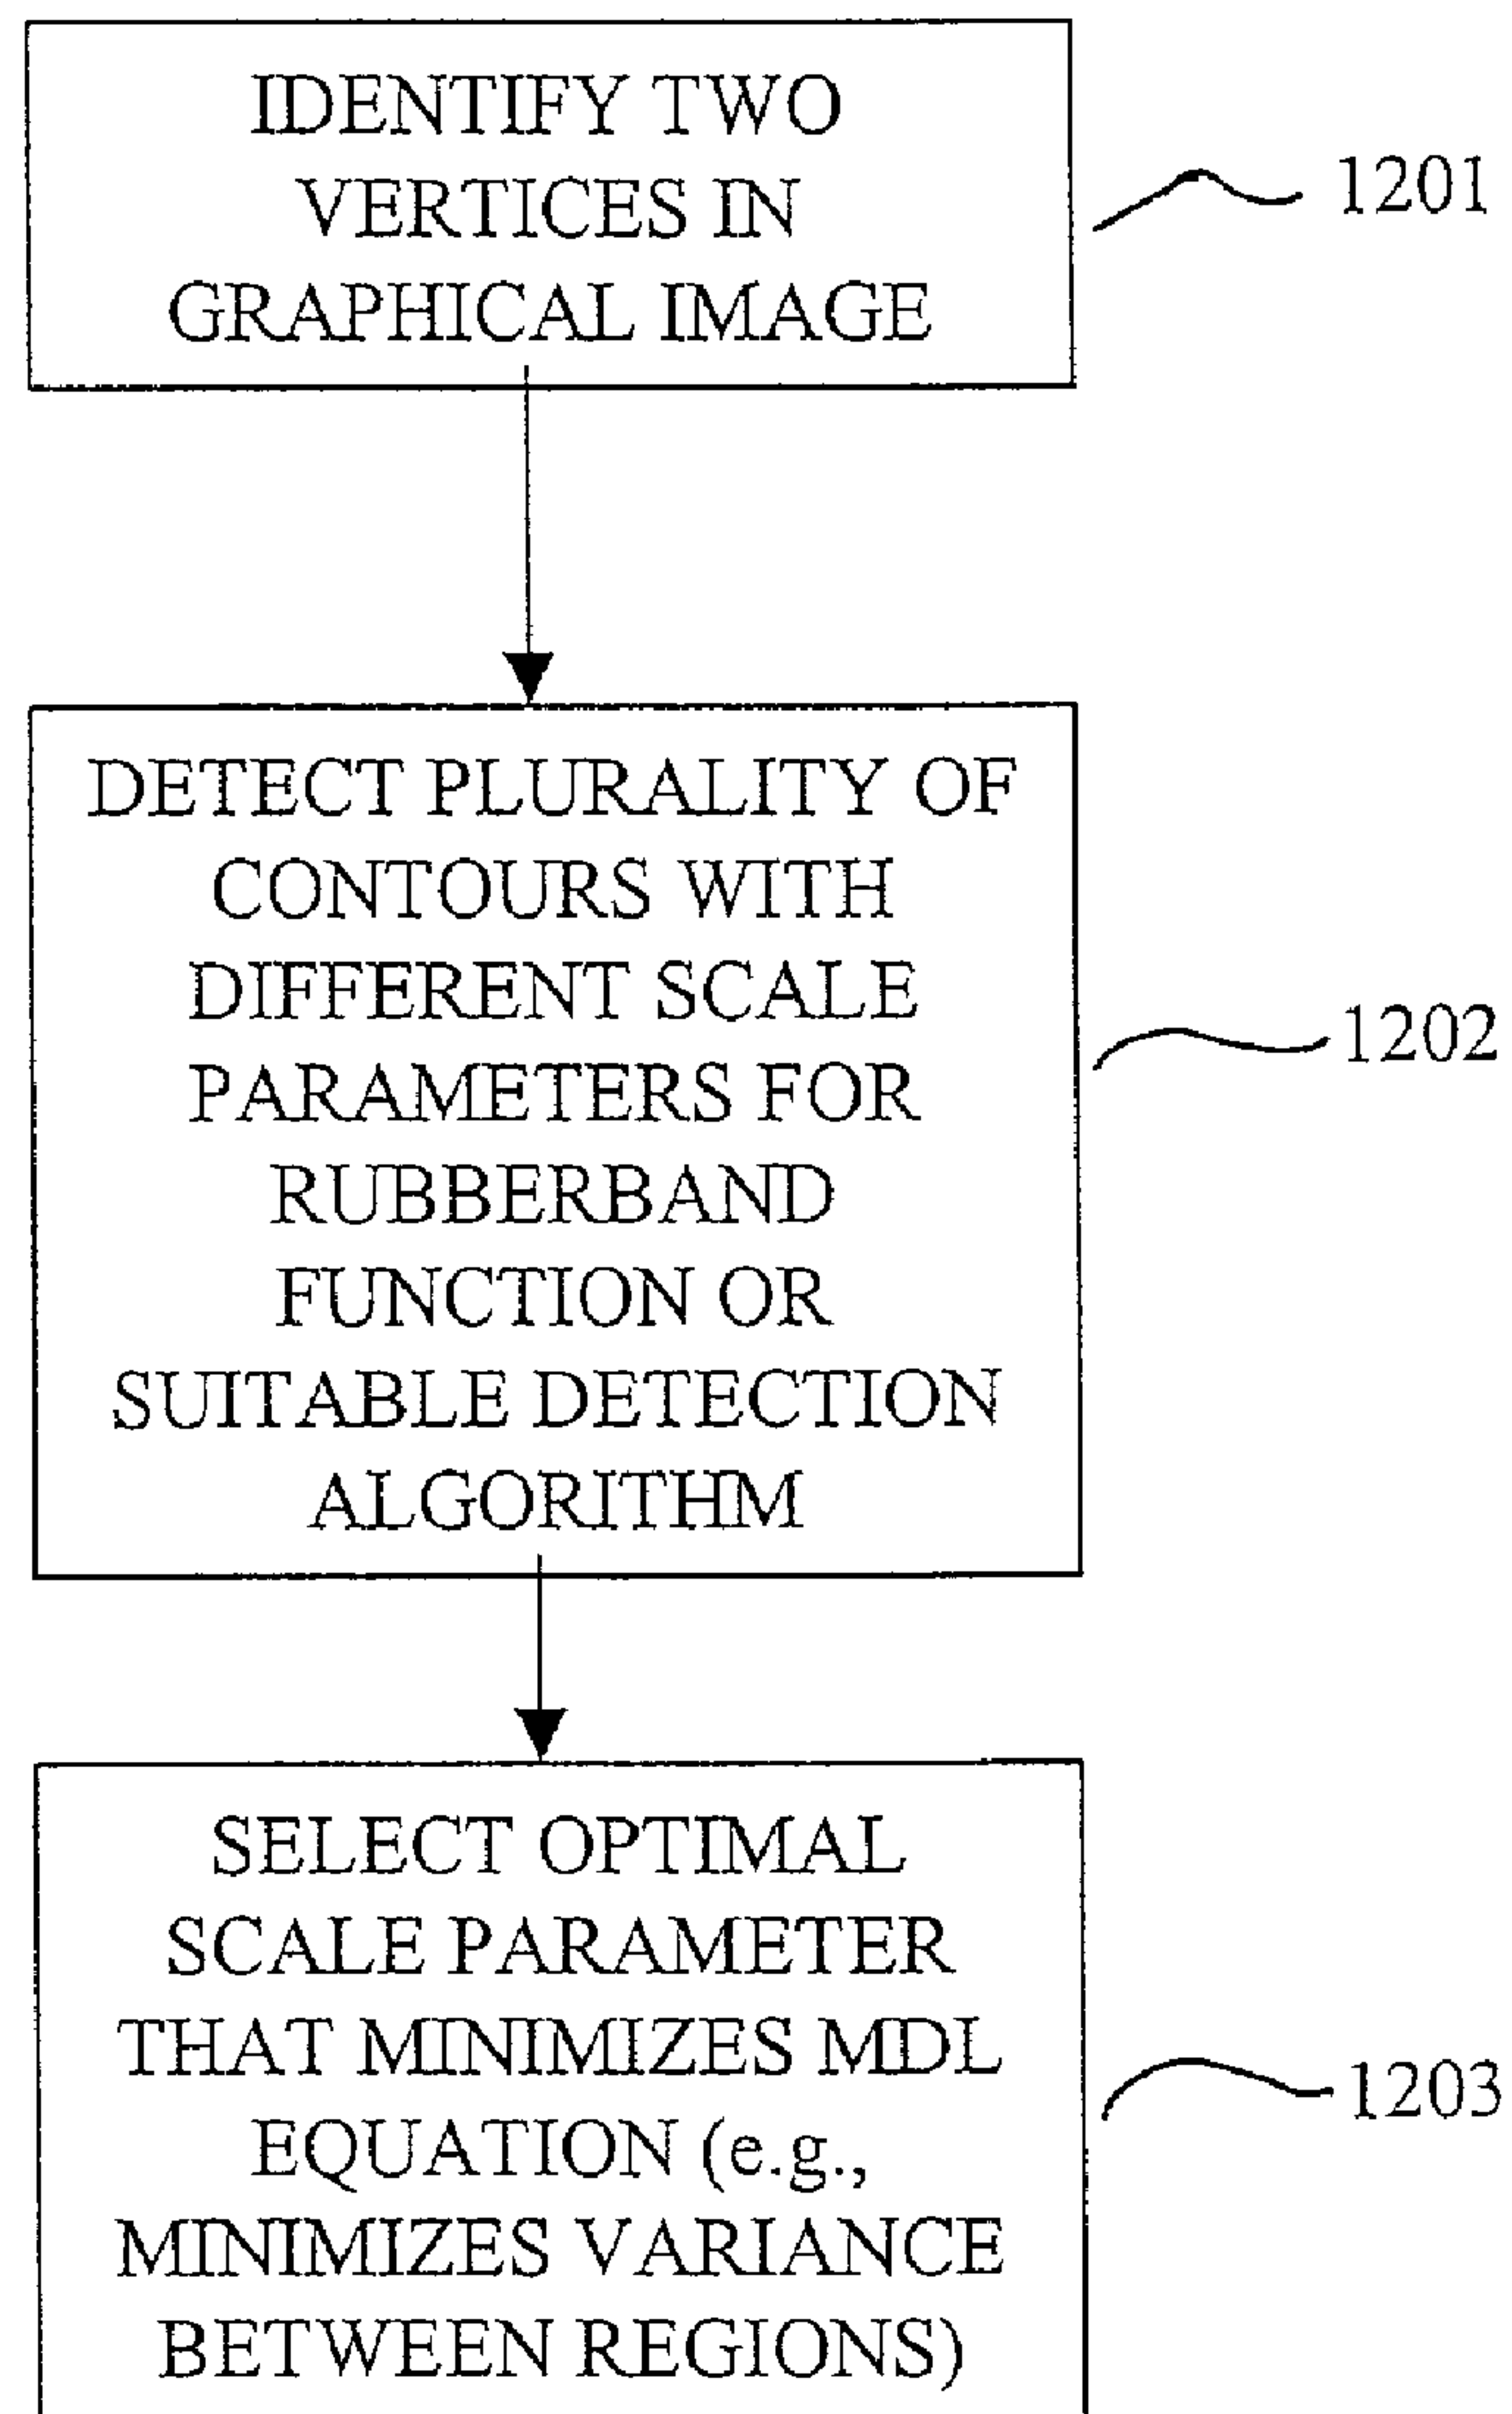 IDENTIFY TWO
VERTICES IN
GRAPHICAL IMAGE
1201
DETECT PLURALITY OF
CONTOURS WITH
DIFFERENT SCALE
PARAMETERS FOR
RUBBERBAND
FUNCTION OR
SUITABLE DETECTION
ALGORITHM
1202
SELECT OPTIMAL
SCALE PARAMETER
THAT MINIMIZES MDL
EQUATION (e.g.,
MINIMIZES VARIANCE
BETWEEN REGIONS)
1203